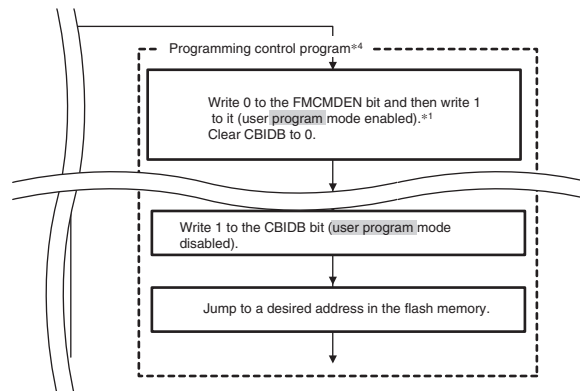 Programming control program*4
Write 0 to the FMCMDEN bit and then write 1
to it (user program mode enabled).*1
Clear CBIDB to 0.
Write 1 to the CBIDB bit (user program mode
disabled).
Jump to a desired address in the flash memory.